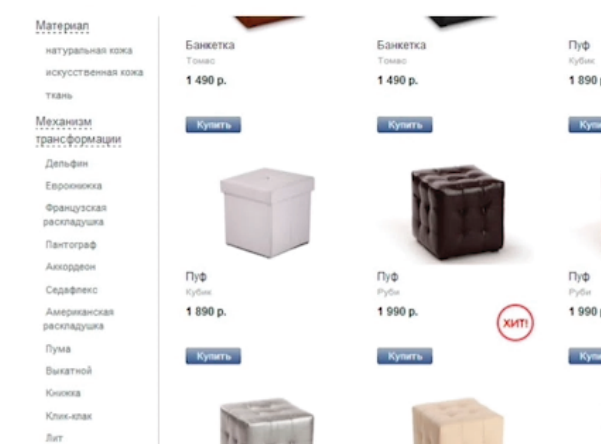 Материал
натуральная кожа
искусственная кожа
ткань
Механизм
трансформации
Дельфин
Еврокнижка
Французская
раскладушка
Пантограф
Аккордеон
Седафлекс
Американская
раскладушка
Пума
Выкатной
Книжка
Клик-кляк
Лит
Банкетка
Томас
1 490 р.
Купить
Банкетка
Томас
1 490 р.
Купить
Пуф
Кубик
1 890
Пуф
Кубик
1 890 р.
Купить
Пуф
Руби
1 990 р.
ХИТ!
Купить
Пуф
Руби
1 990